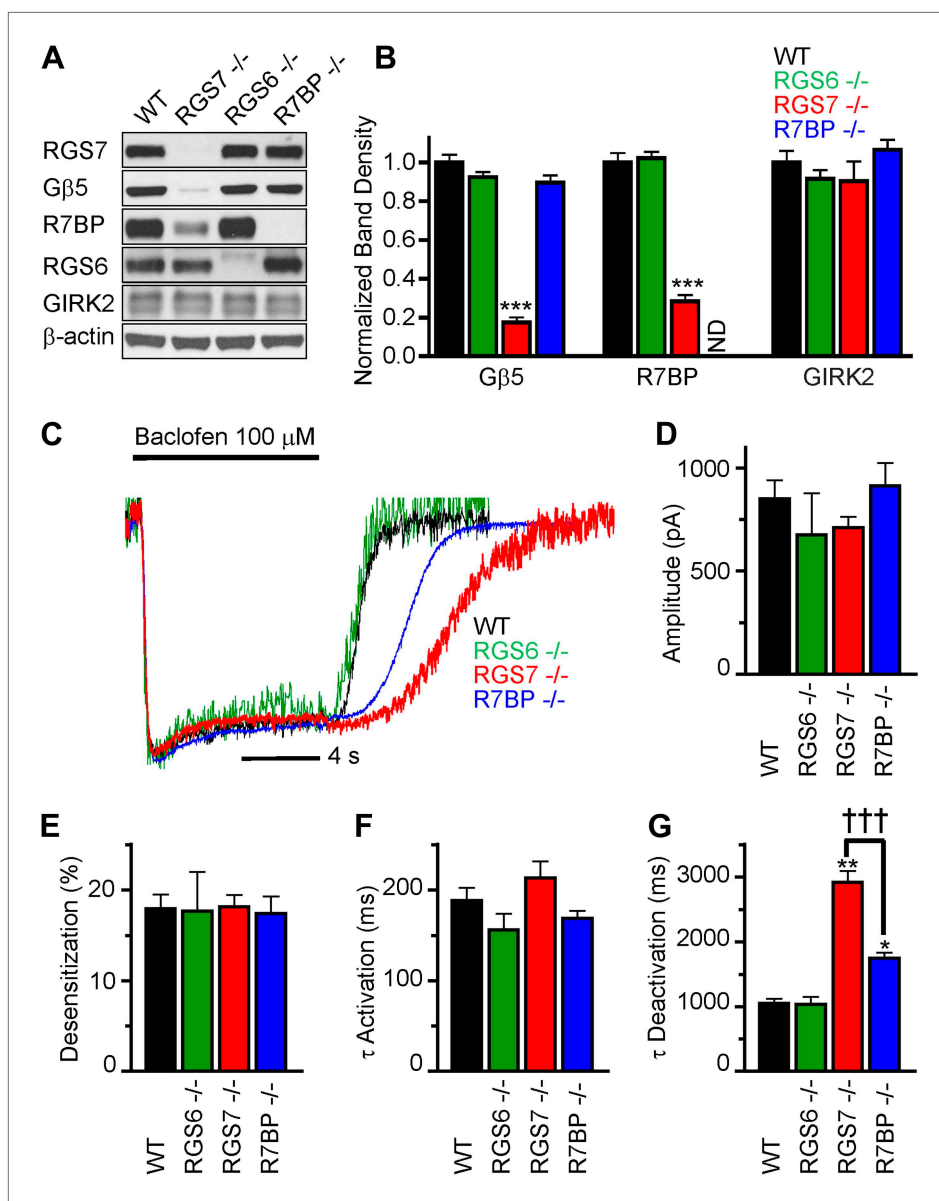 A
WT
RGS7 -/-
RGS6 -/-
R7BP -/-
RGS7
Gβ5
R7BP
RGS6
GIRK2
β-actin
B
WT
RGS6 -/-
RGS7 -/-
R7BP -/-
Normalized Band Density
1.0
0.8
0.6
0.4
0.2
0.0
***
***
ND
Gβ5
R7BP
GIRK2
C
Baclofen 100 μM
WT
RGS6 -/-
RGS7 -/-
R7BP -/-
4 s
D
Amplitude (pA)
1000
500
0
WT
RGS6 -/-
RGS7 -/-
R7BP -/-
E
Desensitization (%)
20
10
0
WT
RGS6 -/-
RGS7 -/-
R7BP -/-
F
τ Activation (ms)
200
100
0
WT
RGS6 -/-
RGS7 -/-
R7BP -/-
G
τ Deactivation (ms)
3000
2000
1000
0
†††
**
*
WT
RGS6 -/-
RGS7 -/-
R7BP -/-